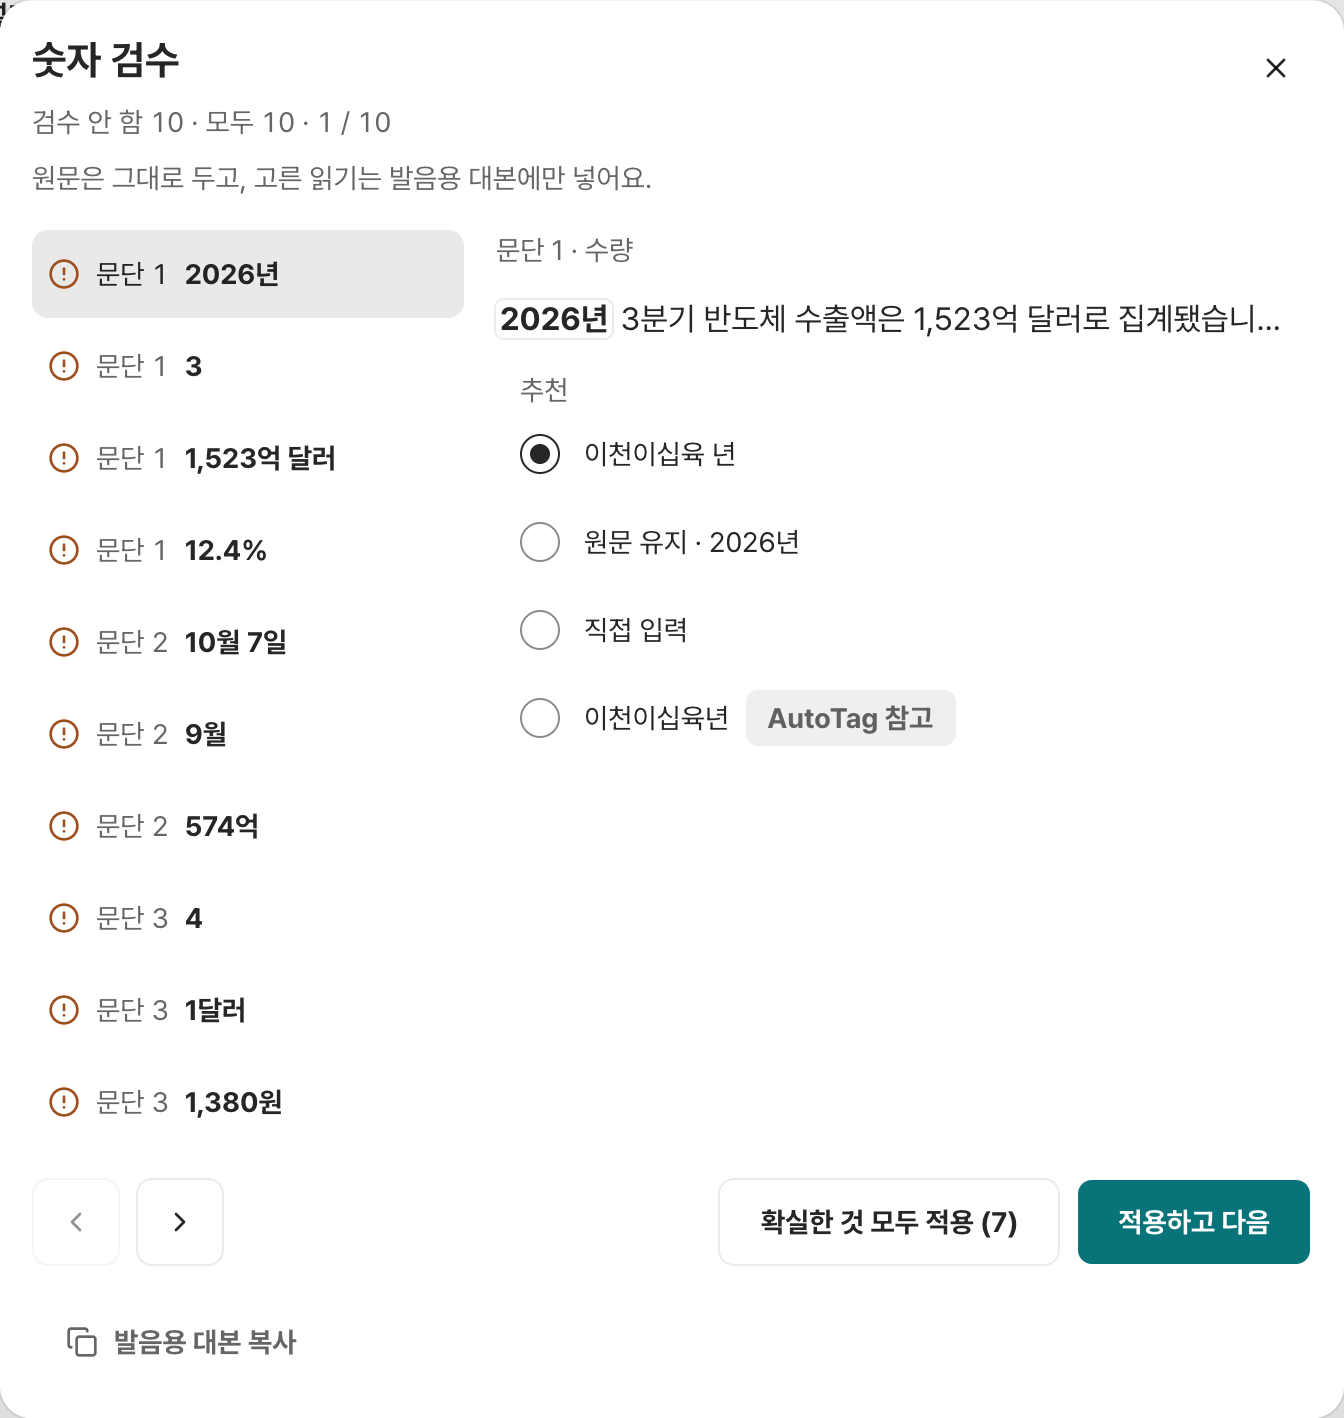 숫자 검수
검수 안 함 10 · 모두 10 · 1 / 10
원문은 그대로 두고, 고른 읽기는 발음용 대본에만 넣어요.
문단 1 2026년
문단 1 3
문단 1 1,523억 달러
문단 1 12.4%
문단 2 10월 7일
문단 2 9월
문단 2 574억
문단 3 4
문단 3 1달러
문단 3 1,380원
문단 1 · 수량
2026년 3분기 반도체 수출액은 1,523억 달러로 집계됐습니...
추천
이천이십육 년
원문 유지 · 2026년
직접 입력
이천이십육년 AutoTag 참고
확실한 것 모두 적용 (7)
적용하고 다음
발음용 대본 복사